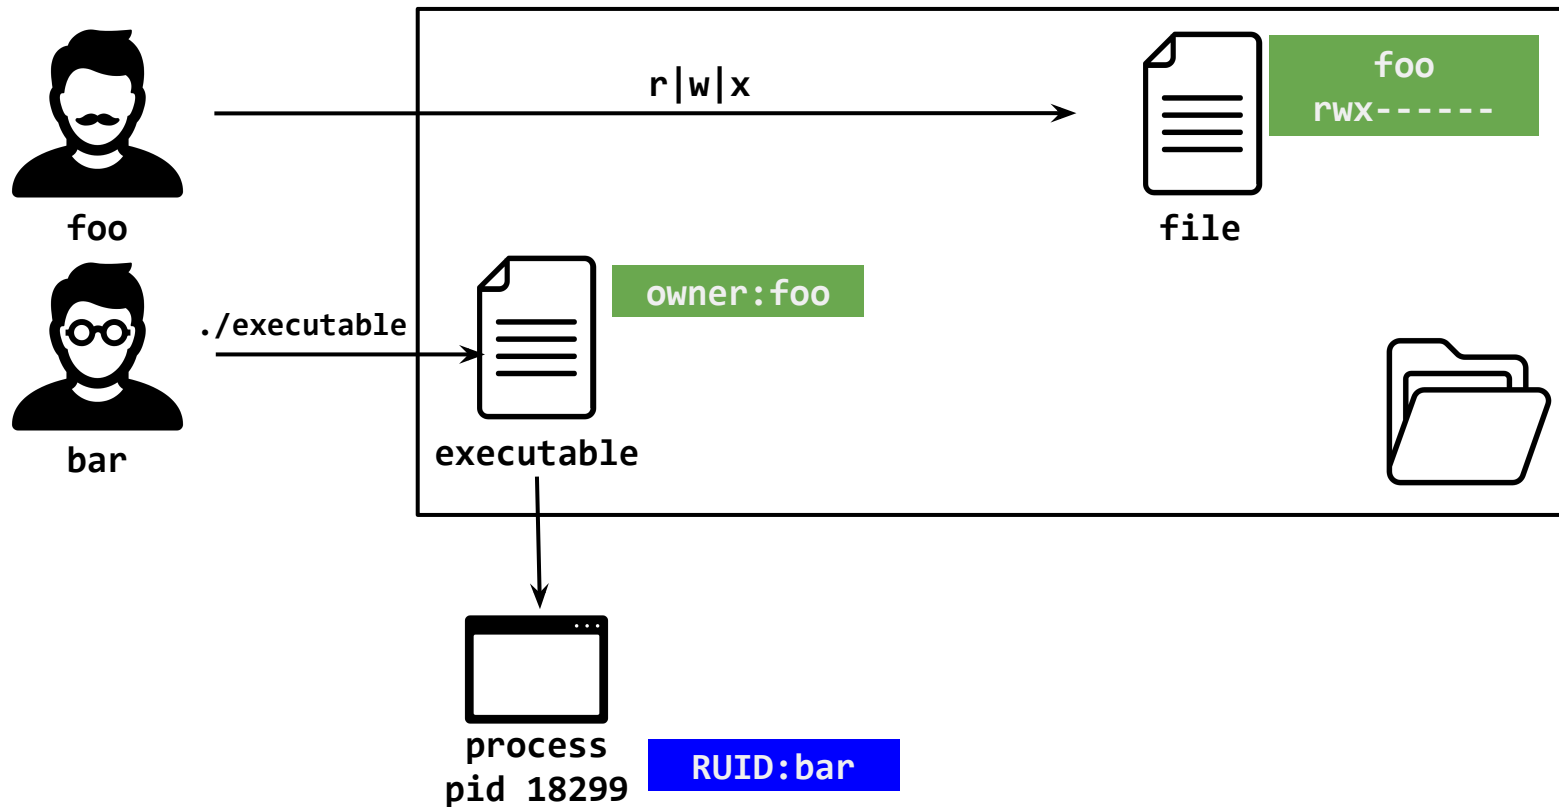 r|w|x
foo
rwx------
foo
file
owner:foo
./executable
bar
executable
process
pid 18299
RUID:bar